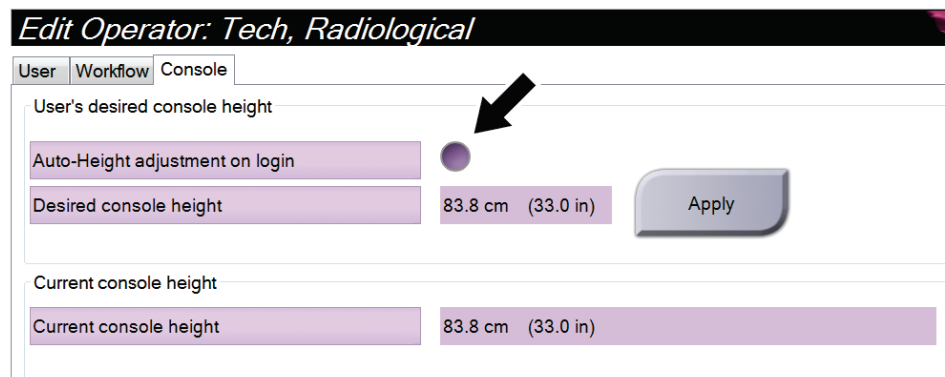 Edit Operator: Tech, Radiological
User Workflow Console
User's desired console height
Auto-Height adjustment on login
Desired console height 83.8 cm (33.0 in) Apply
Current console height
Current console height 83.8 cm (33.0 in)